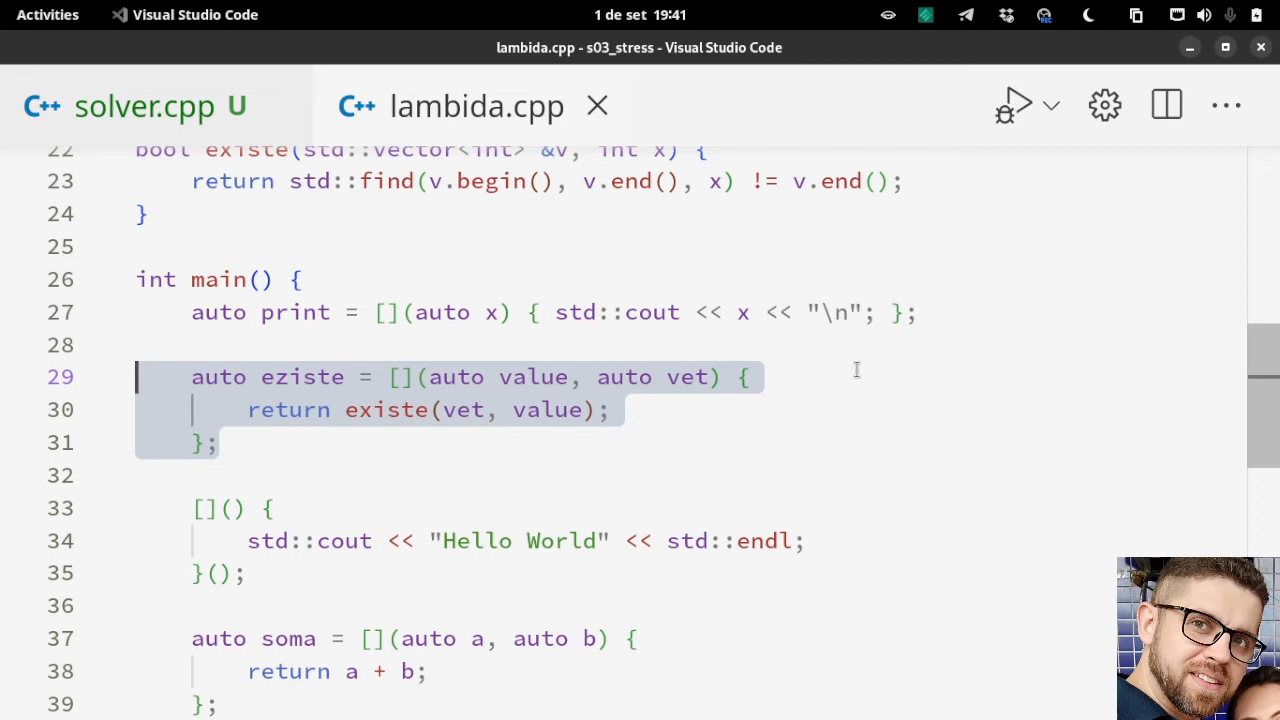 Activities Visual Studio Code 1 de set 19:41
lambida.cpp - s03_stress - Visual Studio Code
C++ solver.cpp U C++ lambida.cpp
22 bool existe(std::vector<int> &v, int x) {
23 return std::find(v.begin(), v.end(), x) != v.end();
24 }
25
26 int main() {
27 auto print = [](auto x) { std::cout << x << "\n"; };
28
29 auto eziste = [](auto value, auto vet) {
30 return existe(vet, value);
31 };
32
33 []() {
34 std::cout << "Hello World" << std::endl;
35 }();
36
37 auto soma = [](auto a, auto b) {
38 return a + b;
39 };